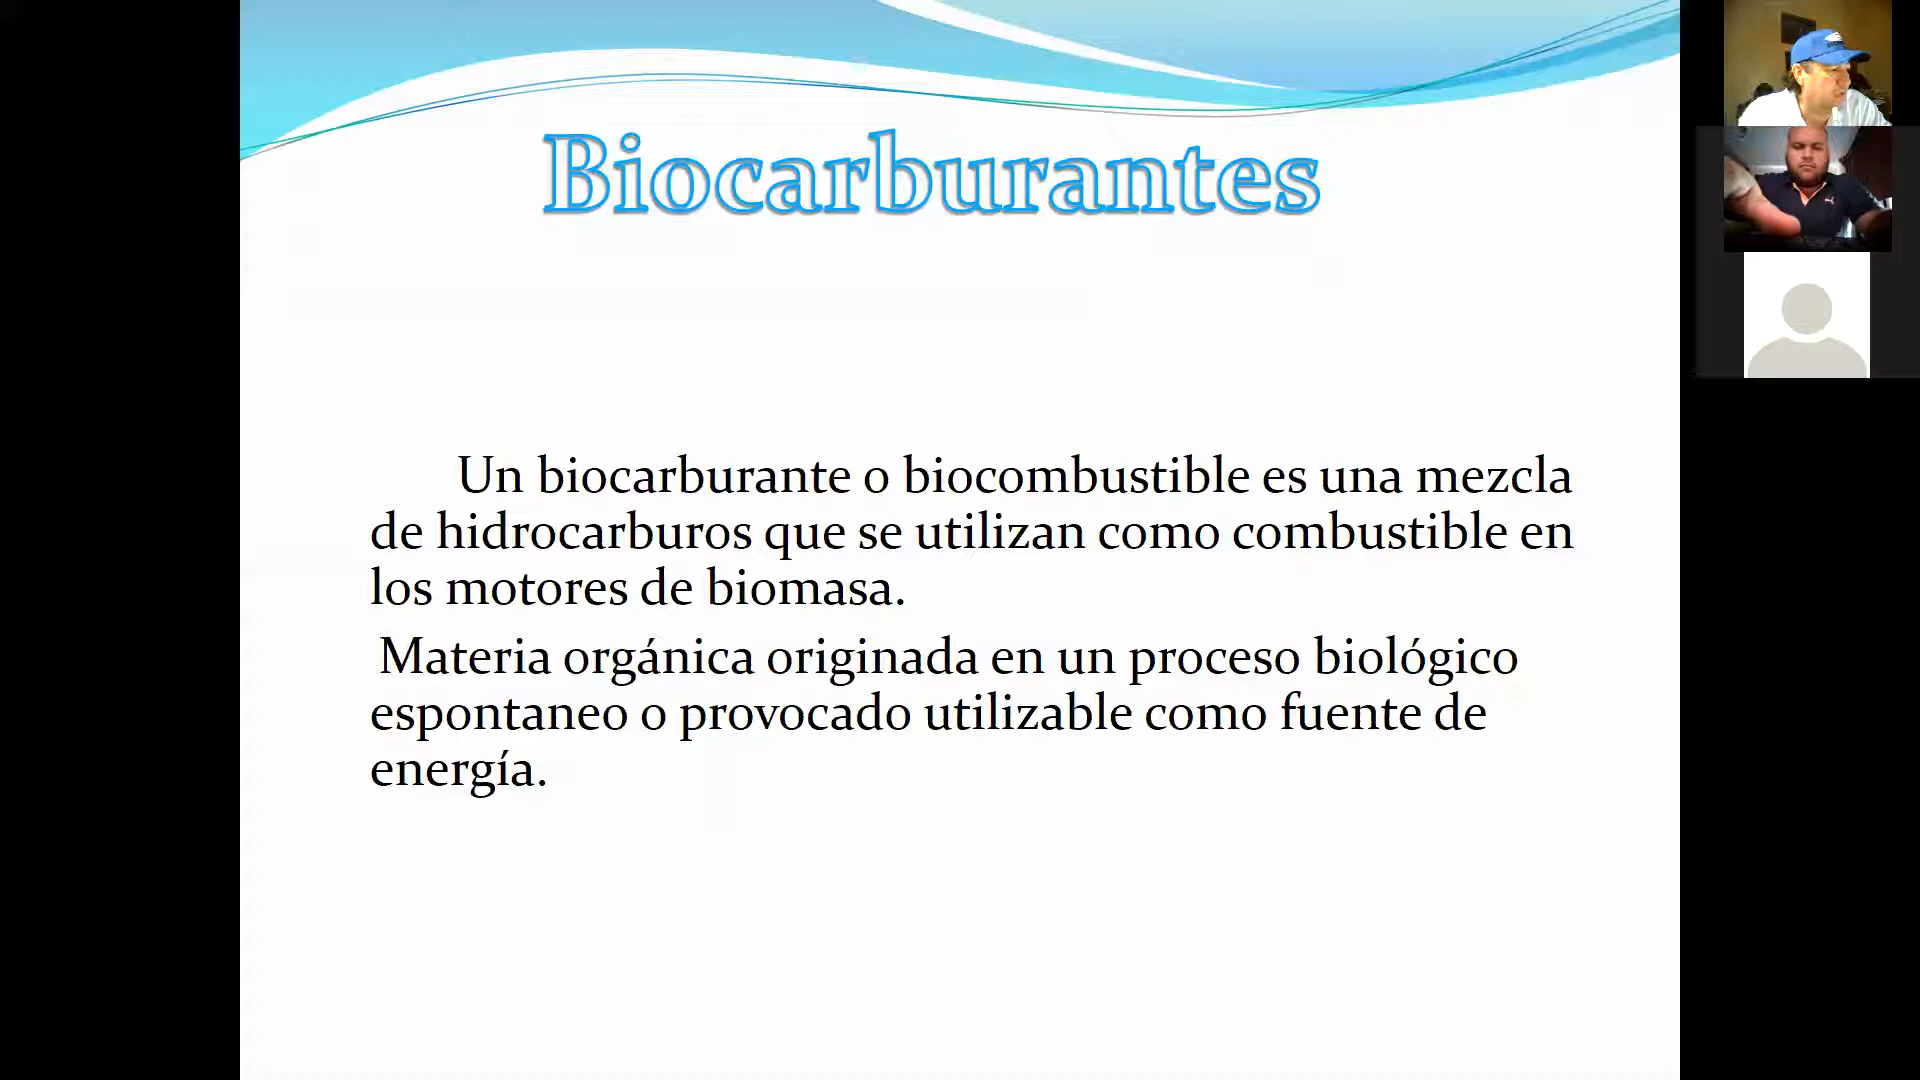 Biocarburantes
Un biocarburante o biocombustible es una mezcla
de hidrocarburos que se utilizan como combustible en
los motores de biomasa.
Materia orgánica originada en un proceso biológico
espontaneo o provocado utilizable como fuente de
energía.